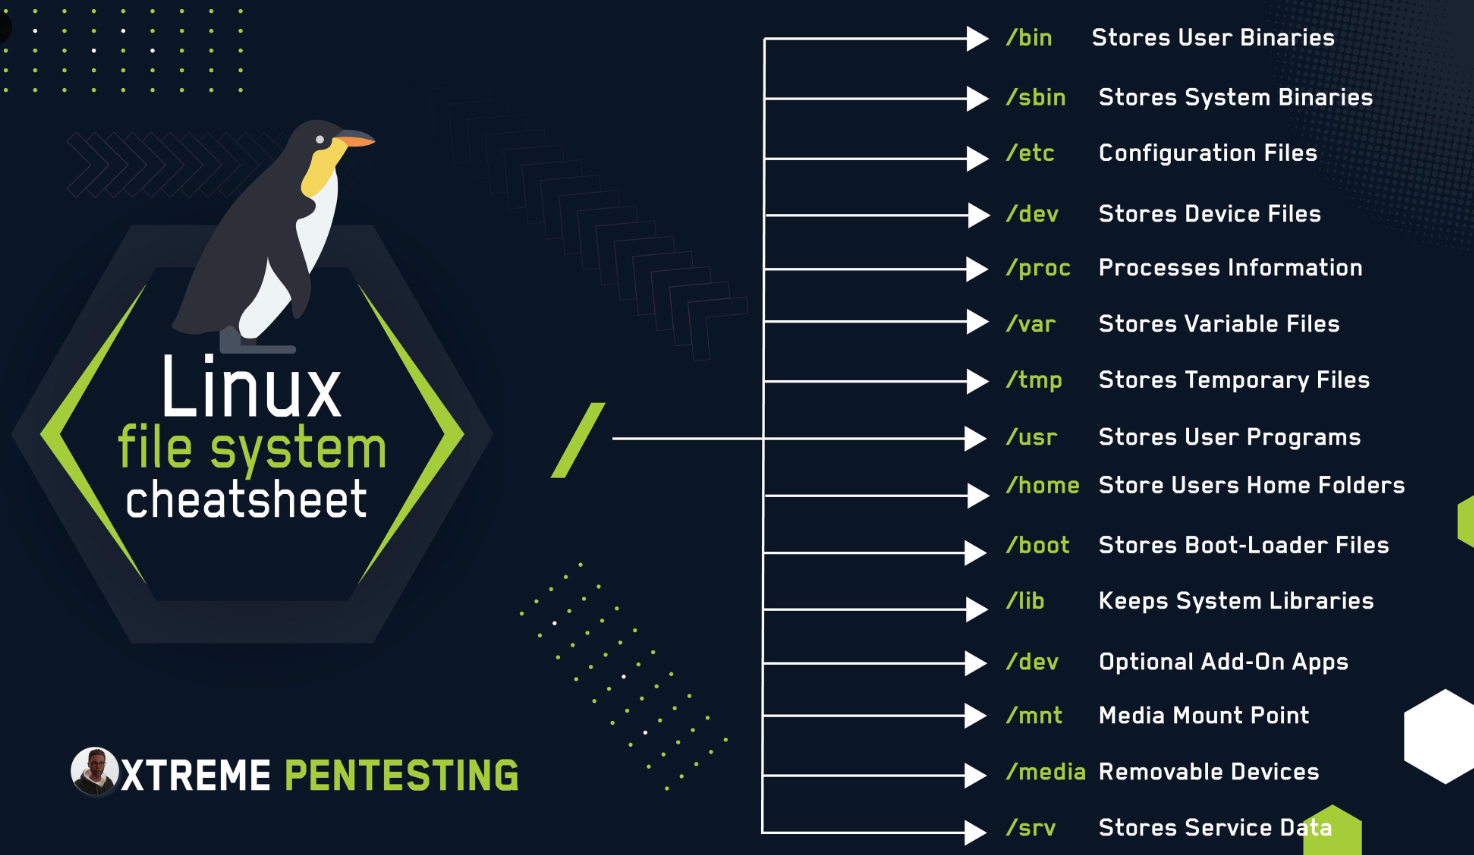 Linux
file system
cheatsheet
XTREME PENTESTING
/
/bin Stores User Binaries
/sbin Stores System Binaries
/etc Configuration Files
/dev Stores Device Files
/proc Processes Information
/var Stores Variable Files
/tmp Stores Temporary Files
/usr Stores User Programs
/home Store Users Home Folders
/boot Stores Boot-Loader Files
/lib Keeps System Libraries
/dev Optional Add-On Apps
/mnt Media Mount Point
/media Removable Devices
/srv Stores Service Data